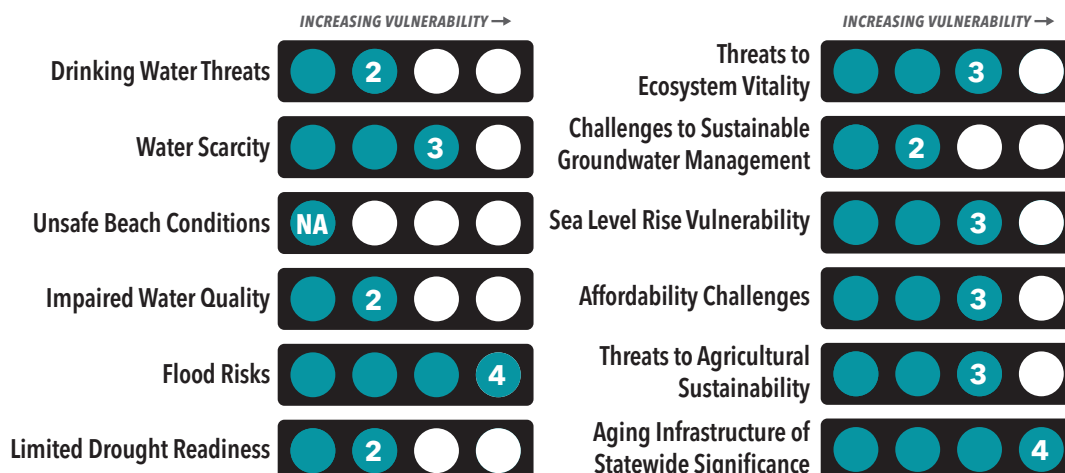 INCREASING VULNERABILITY →
Drinking Water Threats
2
Water Scarcity
3
Unsafe Beach Conditions
NA
Impaired Water Quality
2
Flood Risks
4
Limited Drought Readiness
2
INCREASING VULNERABILITY →
Threats to
Ecosystem Vitality
3
Challenges to Sustainable
Groundwater Management
2
Sea Level Rise Vulnerability
3
Affordability Challenges
3
Threats to Agricultural
Sustainability
3
Aging Infrastructure of
Statewide Significance
4